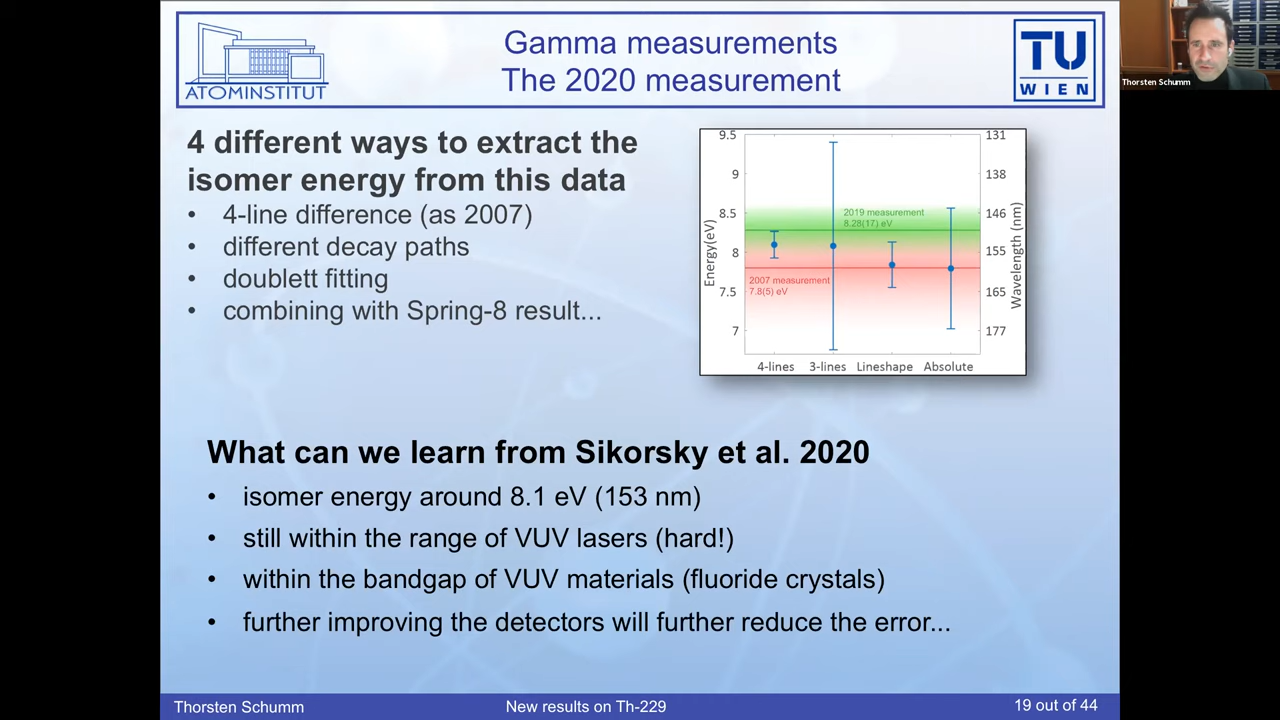 Gamma measurements
The 2020 measurement
ATOMINSTITUT
TU
WIEN
Thorsten Schumm
4 different ways to extract the
isomer energy from this data
• 4-line difference (as 2007)
• different decay paths
• doublett fitting
• combining with Spring-8 result...
9.5
9
8.5
8
7.5
7
Energy(eV)
2019 measurement
8.28(17) eV
2007 measurement
7.8(5) eV
131
138
146
155
165
177
Wavelength (nm)
4-lines 3-lines Lineshape Absolute
What can we learn from Sikorsky et al. 2020
• isomer energy around 8.1 eV (153 nm)
• still within the range of VUV lasers (hard!)
• within the bandgap of VUV materials (fluoride crystals)
• further improving the detectors will further reduce the error...
Thorsten Schumm New results on Th-229 19 out of 44